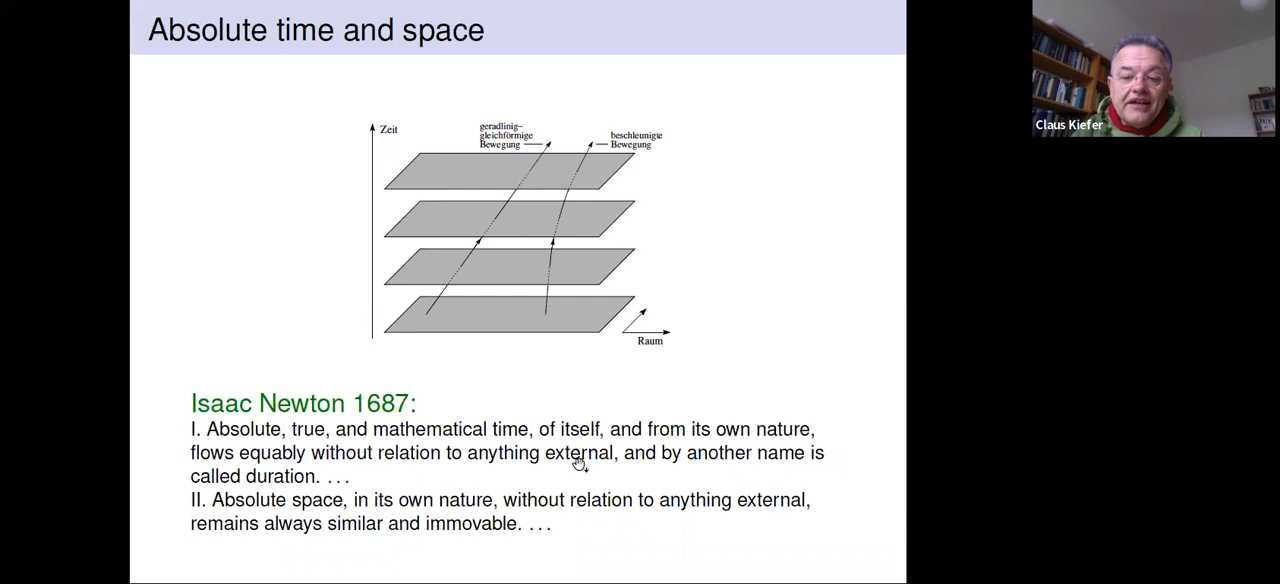 Absolute time and space
Claus Kiefer
Zeit
geradlinig–
gleichförmige
Bewegung
beschleunigte
Bewegung
Raum
Isaac Newton 1687:
I. Absolute, true, and mathematical time, of itself, and from its own nature,
flows equably without relation to anything external, and by another name is
called duration. . . .
II. Absolute space, in its own nature, without relation to anything external,
remains always similar and immovable. . . .